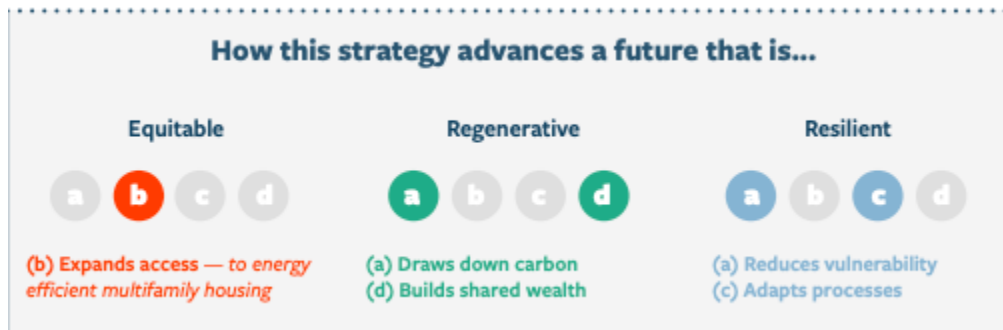 How this strategy advances a future that is...
Equitable
Regenerative
Resilient
a b c d
a b c d
a b c d
(b) Expands access — to energy
efficient multifamily housing
(a) Draws down carbon
(d) Builds shared wealth
(a) Reduces vulnerability
(c) Adapts processes